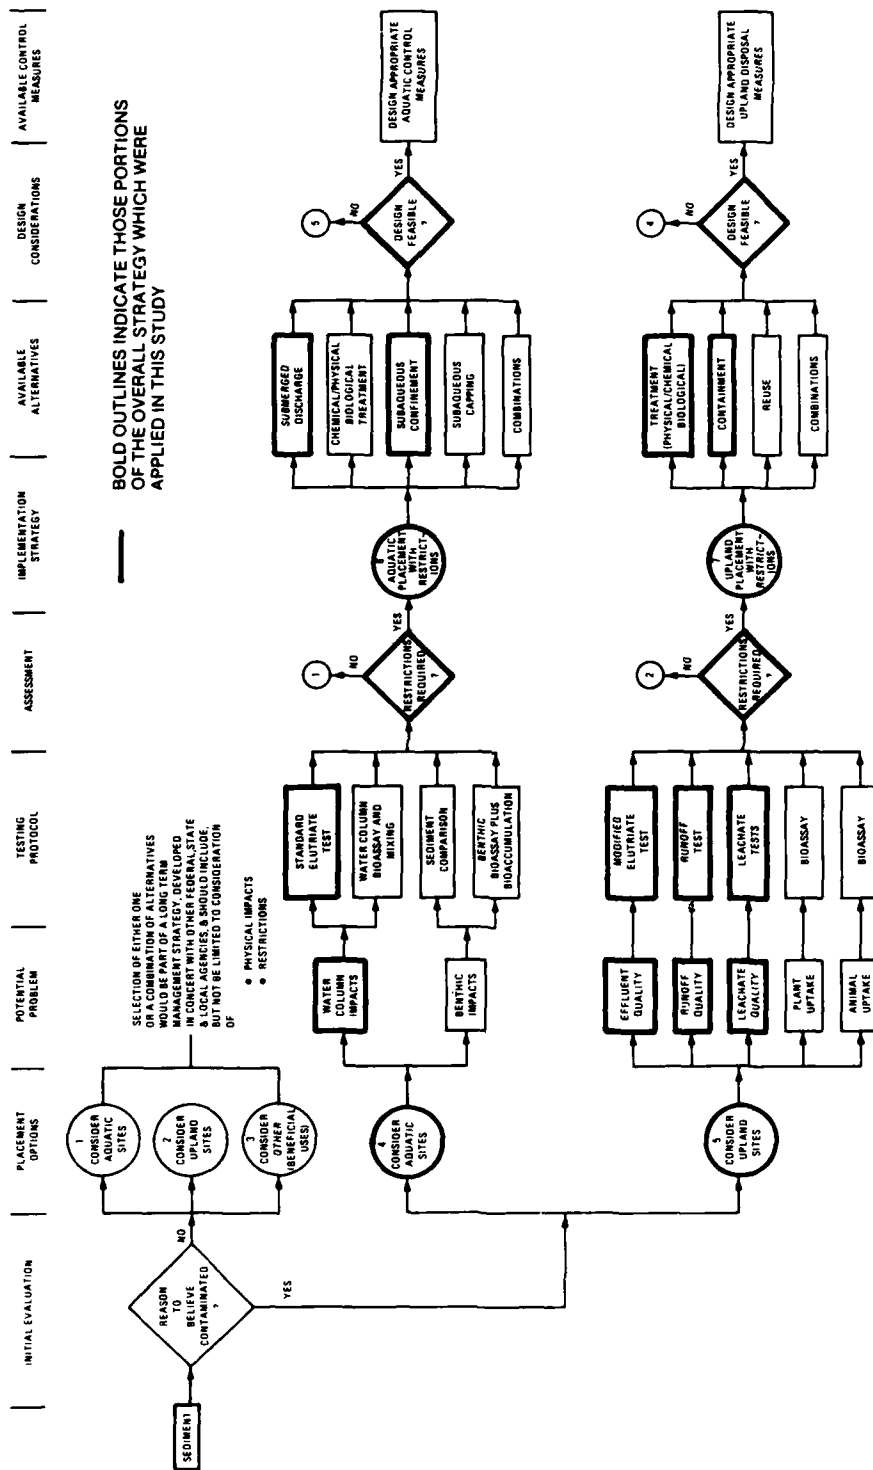 INITIAL EVALUATION
PLACEMENT
OPTIONS
POTENTIAL
PROBLEM
TESTING
PROTOCOL
ASSESSMENT
IMPLEMENTATION
STRATEGY
AVAILABLE
ALTERNATIVES
DESIGN
CONSIDERATIONS
AVAILABLE CONTROL
MEASURES
BOLD OUTLINES INDICATE THOSE PORTIONS
OF THE OVERALL STRATEGY WHICH WERE
APPLIED IN THIS STUDY
SEDIMENT
REASON
TO
BELIEVE
CONTAMINATED
?
NO
YES
1
CONSIDER
AQUATIC
SITES
2
CONSIDER
UPLAND
SITES
3
CONSIDER
OTHER
(BENEFICIAL
USES)
SELECTION OF EITHER ONE
OR A COMBINATION OF ALTERNATIVES
WOULD BE PART OF A LONG TERM
MANAGEMENT STRATEGY, DEVELOPED
IN CONCERT WITH OTHER FEDERAL, STATE
& LOCAL AGENCIES, & SHOULD INCLUDE,
BUT NOT BE LIMITED TO CONSIDERATION
OF
• PHYSICAL IMPACTS
• RESTRICTIONS
4
CONSIDER
AQUATIC
SITES
WATER
COLUMN
IMPACTS
BENTHIC
IMPACTS
STANDARD
ELUTRIATE
TEST
WATER COLUMN
BIOASSAY AND
MIXING
SEDIMENT
COMPARISON
BENTHIC
BIOASSAY PLUS
BIOACCUMULATION
RESTRICTIONS
REQUIRED
?
NO
1
YES
6
AQUATIC
PLACEMENT
WITH
RESTRICT-
IONS
SUBMERGED
DISCHARGE
CHEMICAL/PHYSICAL
BIOLOGICAL
TREATMENT
SUBAQUEOUS
CONFINEMENT
SUBAQUEOUS
CAPPING
COMBINATIONS
DESIGN
FEASIBLE
?
NO
5
YES
DESIGN APPROPRIATE
AQUATIC CONTROL
MEASURES
5
CONSIDER
UPLAND
SITES
EFFLUENT
QUALITY
RUNOFF
QUALITY
LEACHATE
QUALITY
PLANT
UPTAKE
ANIMAL
UPTAKE
MODIFIED
ELUTRIATE TEST
RUNOFF
TEST
LEACHATE
TESTS
BIOASSAY
BIOASSAY
RESTRICTIONS
REQUIRED
?
NO
2
YES
7
UPLAND
PLACEMENT
WITH
RESTRICT-
IONS
TREATMENT
(PHYSICAL/CHEMICAL
BIOLOGICAL)
CONTAINMENT
REUSE
COMBINATIONS
DESIGN
FEASIBLE
?
NO
4
YES
DESIGN APPROPRIATE
UPLAND DISPOSAL
MEASURES